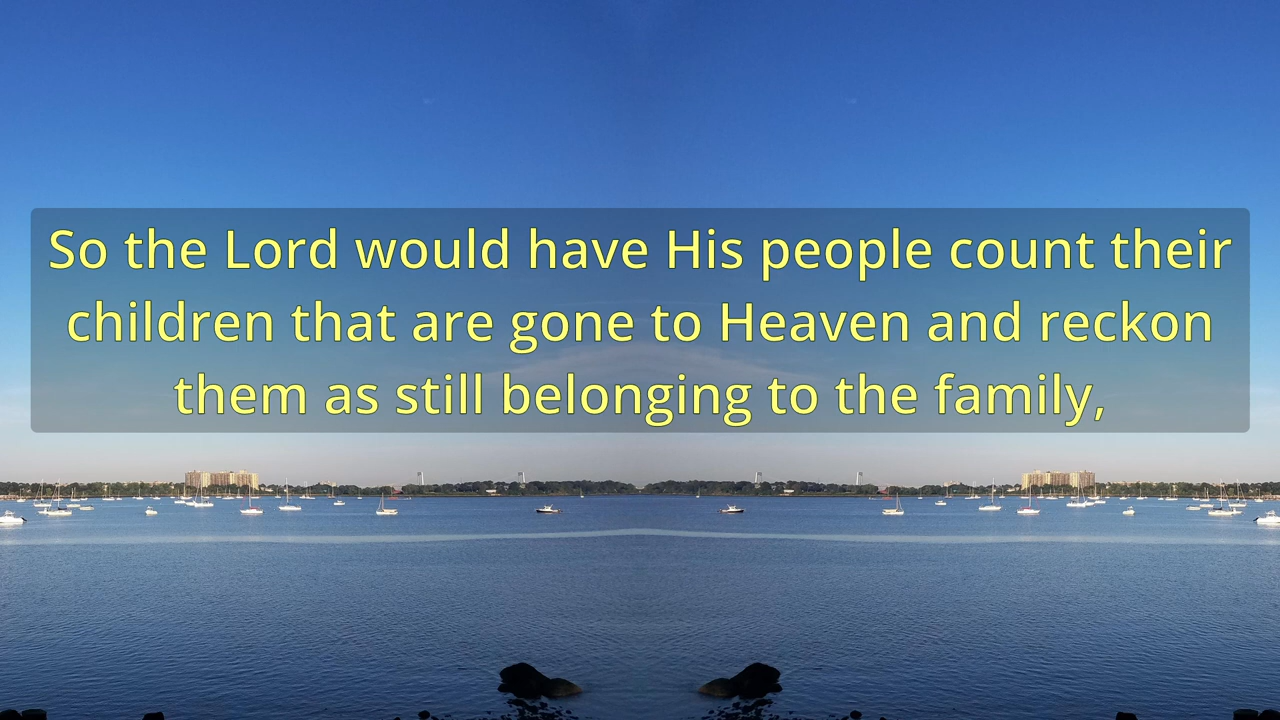 So the Lord would have His people count their
children that are gone to Heaven and reckon
them as still belonging to the family,